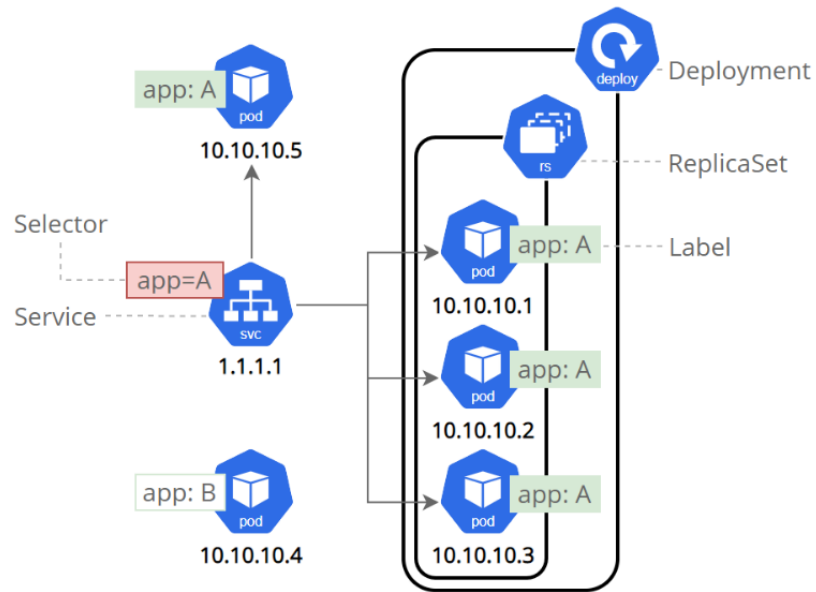 deploy
Deployment
app: A
pod
10.10.10.5
rs
ReplicaSet
Selector
app=A
Service
svc
1.1.1.1
pod
app: A
Label
10.10.10.1
pod
app: A
10.10.10.2
app: B
pod
10.10.10.4
pod
app: A
10.10.10.3